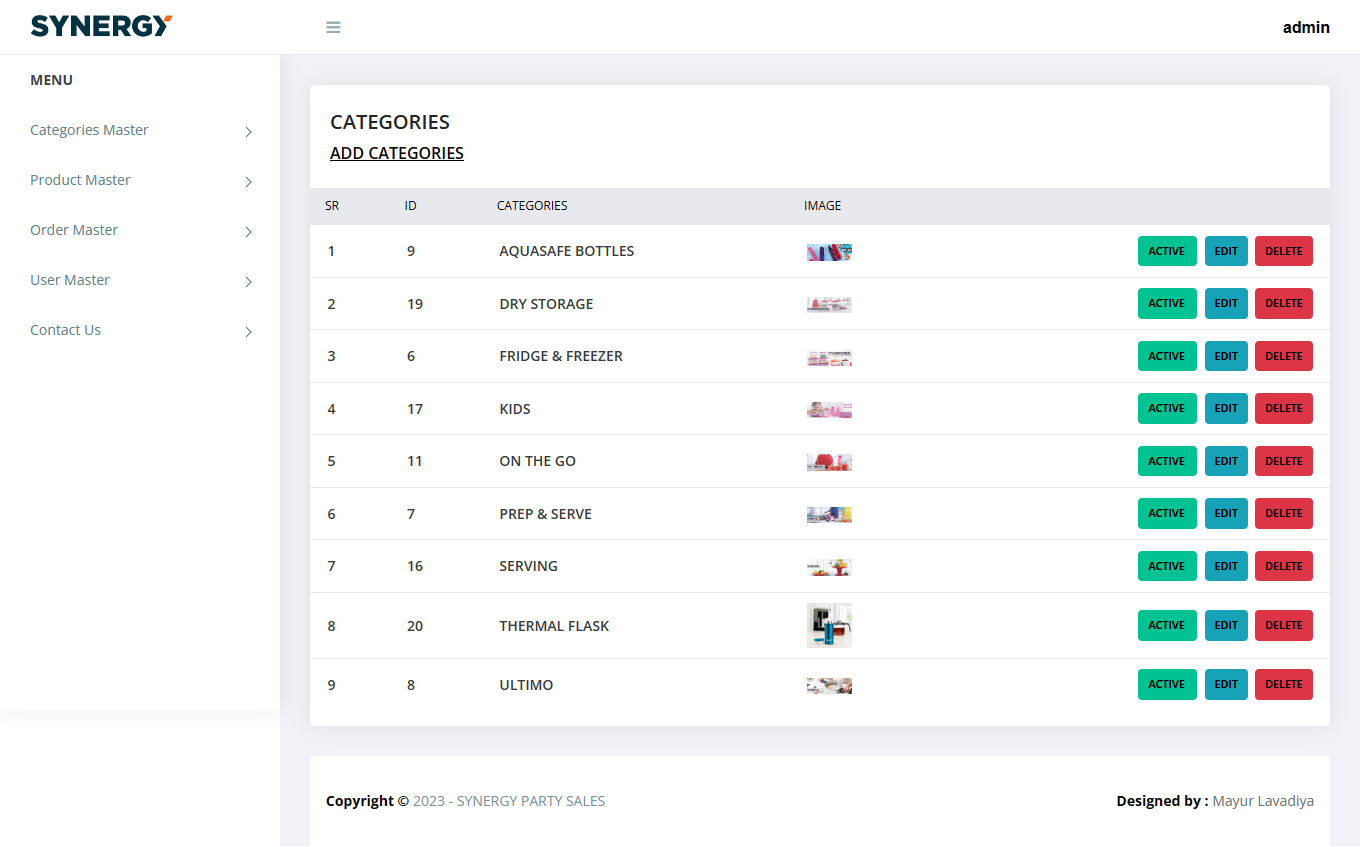 SYNERGY
admin
MENU
Categories Master
Product Master
Order Master
User Master
Contact Us
CATEGORIES
ADD CATEGORIES
SR ID CATEGORIES IMAGE
1 9 AQUASAFE BOTTLES ACTIVE EDIT DELETE
2 19 DRY STORAGE ACTIVE EDIT DELETE
3 6 FRIDGE & FREEZER ACTIVE EDIT DELETE
4 17 KIDS ACTIVE EDIT DELETE
5 11 ON THE GO ACTIVE EDIT DELETE
6 7 PREP & SERVE ACTIVE EDIT DELETE
7 16 SERVING ACTIVE EDIT DELETE
8 20 THERMAL FLASK ACTIVE EDIT DELETE
9 8 ULTIMO ACTIVE EDIT DELETE
Copyright © 2023 - SYNERGY PARTY SALES
Designed by : Mayur Lavadiya